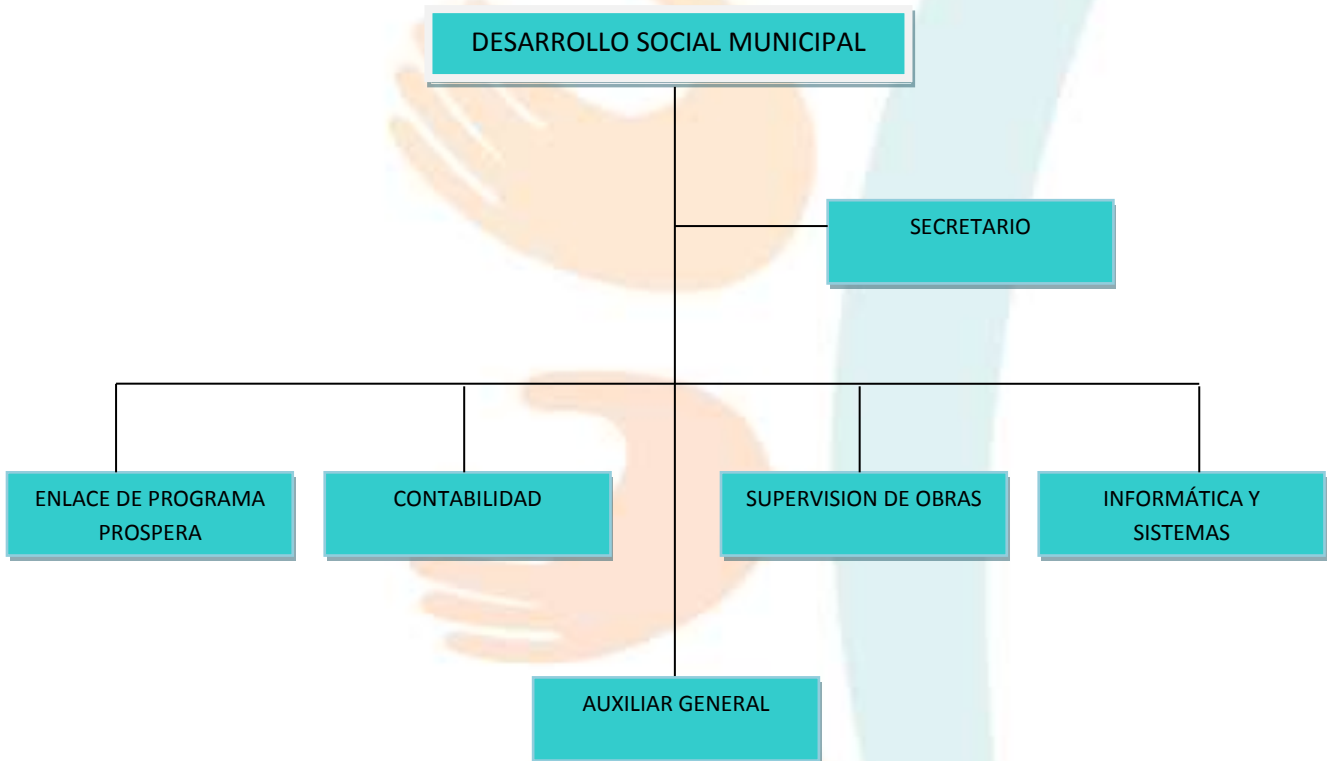 DESARROLLO SOCIAL MUNICIPAL
SECRETARIO
ENLACE DE PROGRAMA
PROSPERA
CONTABILIDAD
SUPERVISION DE OBRAS
INFORMÁTICA Y
SISTEMAS
AUXILIAR GENERAL